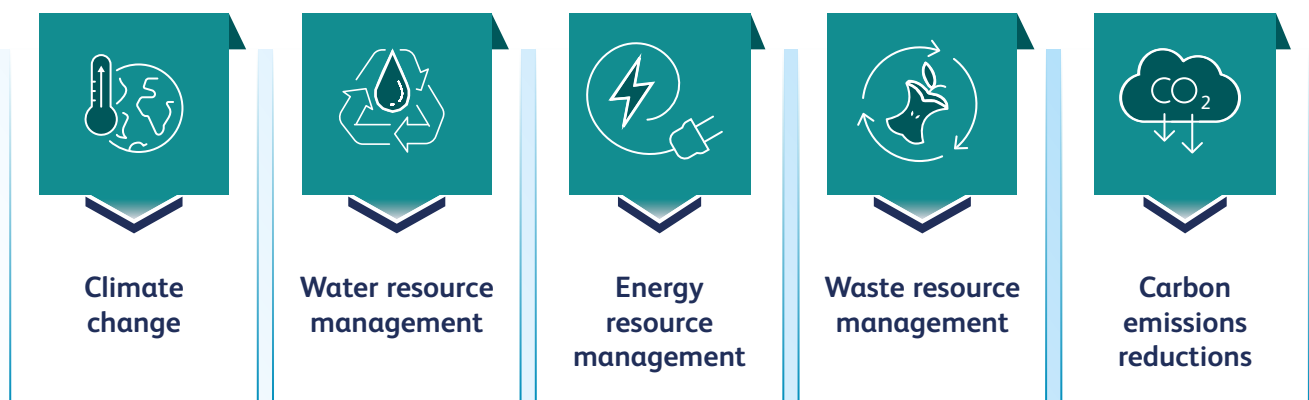 CO2
Climate
change
Water resource
management
Energy
resource
management
Waste resource
management
Carbon
emissions
reductions